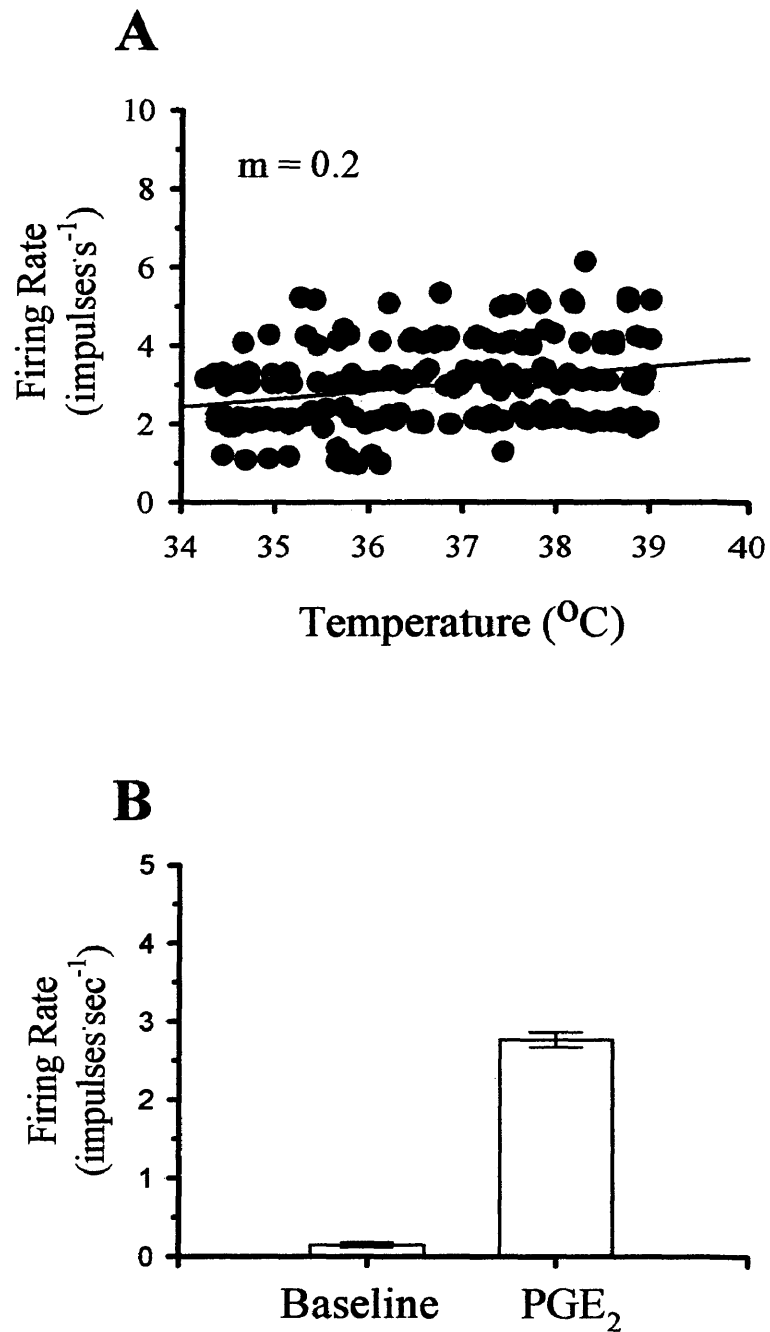 A
10
8
6
4
2
0
Firing Rate
(impulses·s⁻¹)
m = 0.2
34 35 36 37 38 39 40
Temperature (°C)
B
5
4
3
2
1
0
Firing Rate
(impulses·sec⁻¹)
Baseline PGE₂